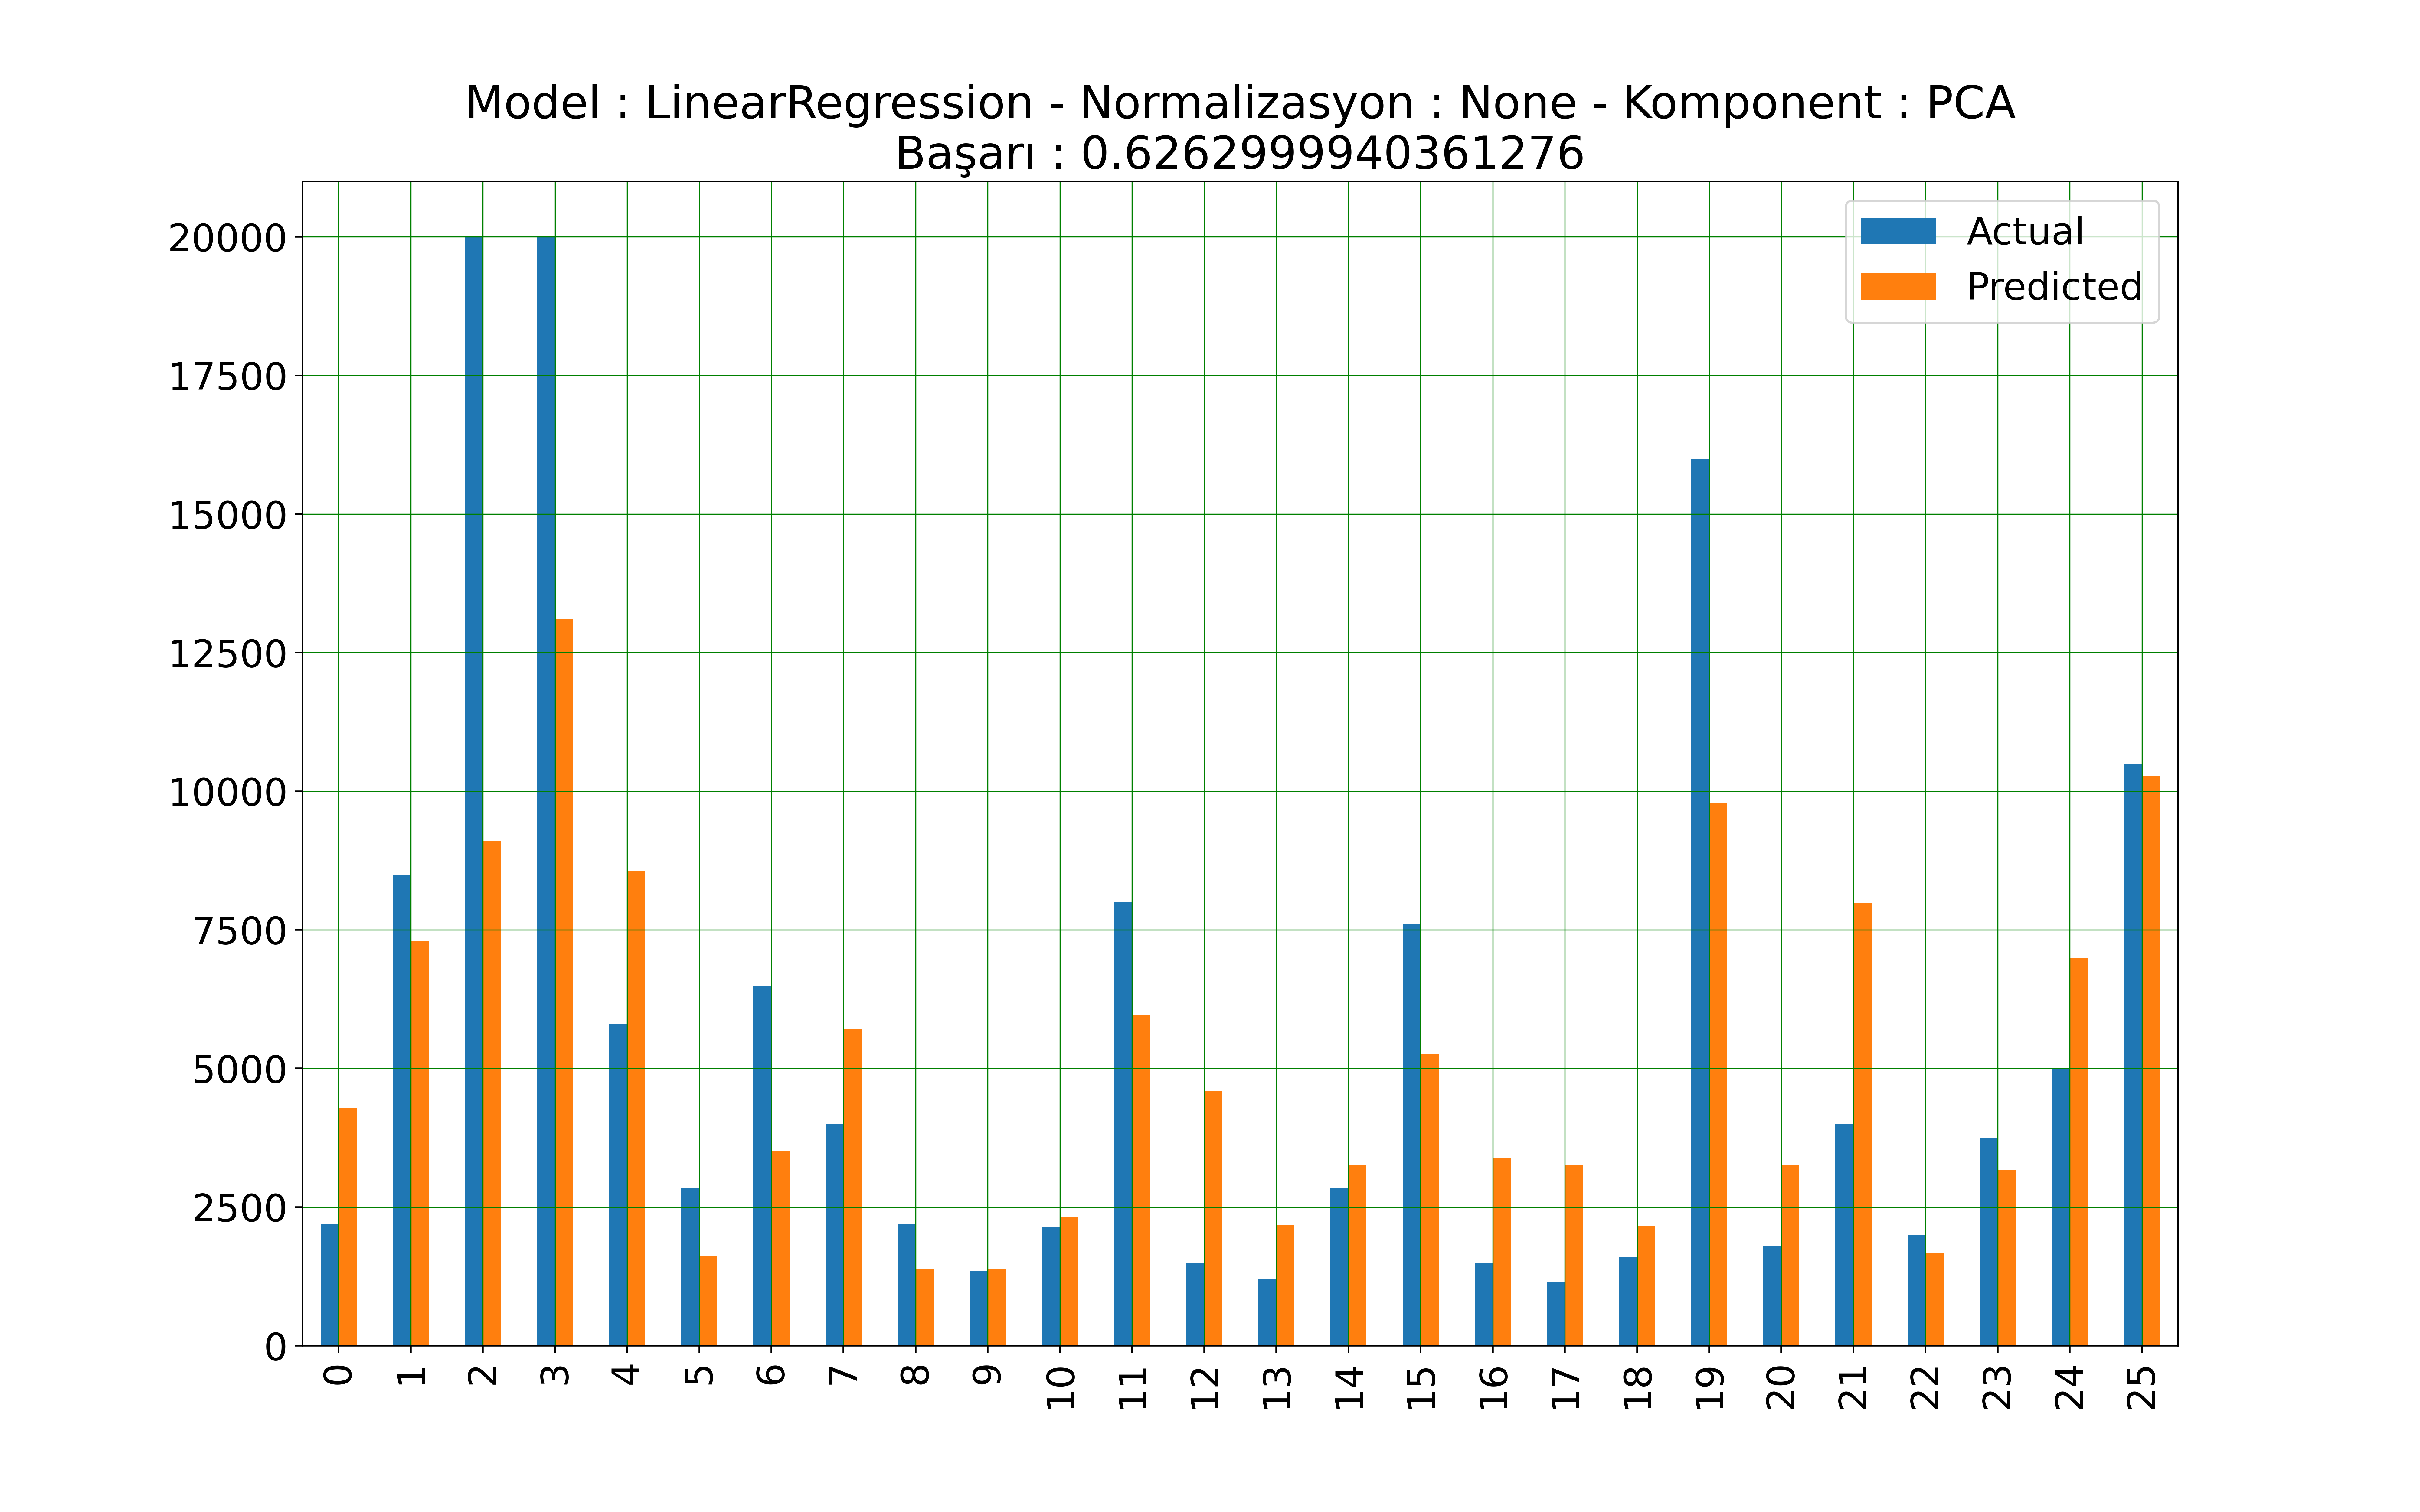 Model : LinearRegression - Normalizasyon : None - Komponent : PCA
Başarı : 0.6262999940361276
Actual
Predicted
20000
17500
15000
12500
10000
7500
5000
2500
0
0 1 2 3 4 5 6 7 8 9 10 11 12 13 14 15 16 17 18 19 20 21 22 23 24 25